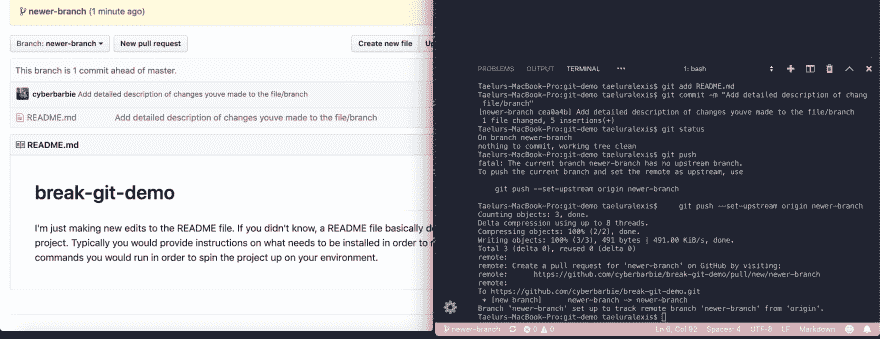 newer-branch (1 minute ago)
Branch: newer-branch
New pull request
Create new file
Up
This branch is 1 commit ahead of master.
cyberbarbie Add detailed description of changes youve made to the file/branch
README.md
Add detailed description of changes youve made to the file/branch
README.md
break-git-demo
I'm just making new edits to the README file. If you didn't know, a README file basically d
project. Typically you would provide instructions on what needs to be installed in order to r
commands you would run in order to spin the project up on your environment.
PROBLEMS OUTPUT TERMINAL ••• 1: bash
Taelurs-MacBook-Pro:git-demo taeluralexis$ git add README.md
Taelurs-MacBook-Pro:git-demo taeluralexis$ git commit -m "Add detailed description of chang
file/branch"
[newer-branch cea0a4b] Add detailed description of changes youve made to the file/branch
1 file changed, 5 insertions(+)
Taelurs-MacBook-Pro:git-demo taeluralexis$ git status
On branch newer-branch
nothing to commit, working tree clean
Taelurs-MacBook-Pro:git-demo taeluralexis$ git push
fatal: The current branch newer-branch has no upstream branch.
To push the current branch and set the remote as upstream, use
git push --set-upstream origin newer-branch
Taelurs-MacBook-Pro:git-demo taeluralexis$ git push --set-upstream origin newer-branch
Counting objects: 3, done.
Delta compression using up to 8 threads.
Compressing objects: 100% (2/2), done.
Writing objects: 100% (3/3), 491 bytes | 491.00 KiB/s, done.
Total 3 (delta 0), reused 0 (delta 0)
remote:
remote: Create a pull request for 'newer-branch' on GitHub by visiting:
remote: https://github.com/cyberbarbie/break-git-demo/pull/new/newer-branch
remote:
To https://github.com/cyberbarbie/break-git-demo.git
* [new branch] newer-branch -> newer-branch
Branch 'newer-branch' set up to track remote branch 'newer-branch' from 'origin'.
Taelurs-MacBook-Pro:git-demo taeluralexis$
newer-branch 0 0 Ln 6, Col 92 Spaces: 4 UTF-8 LF Markdown